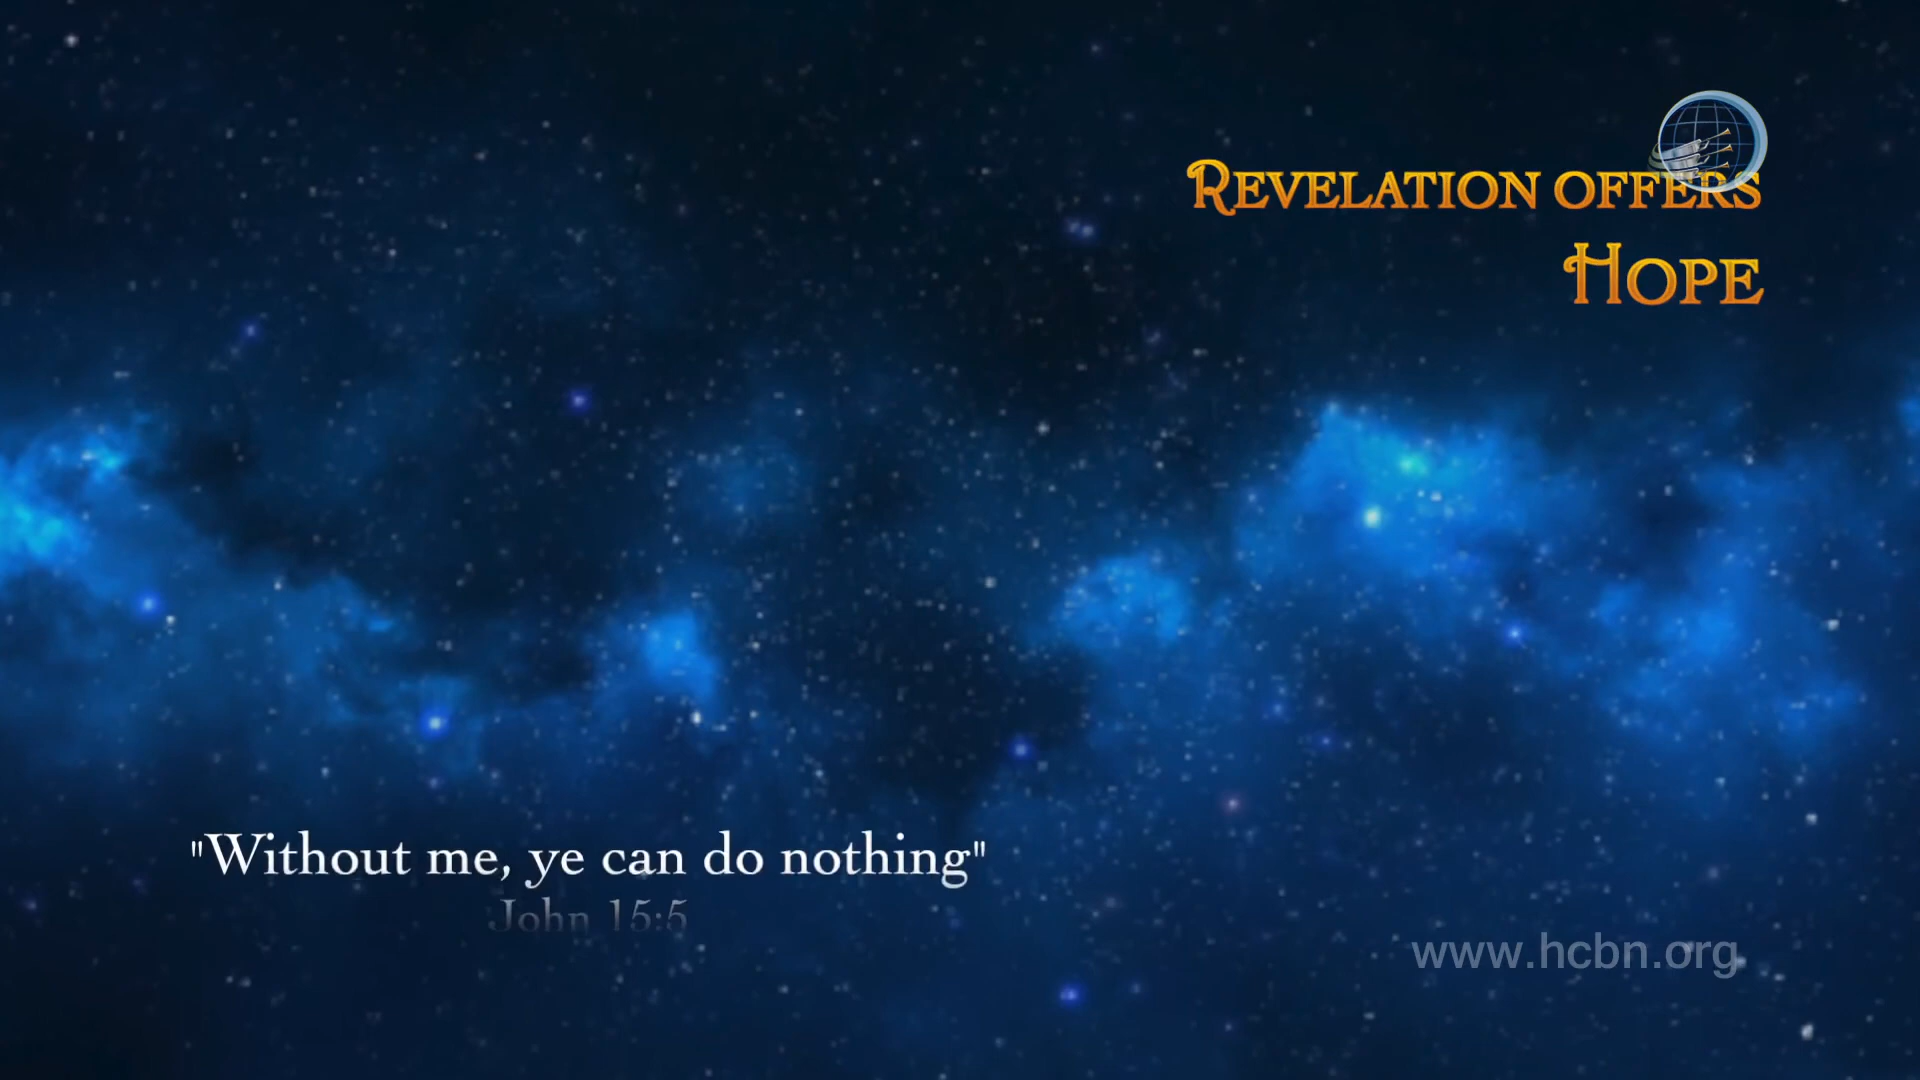 REVELATION OFFERS
HOPE
"Without me, ye can do nothing"
John 15:5
www.hcbn.org